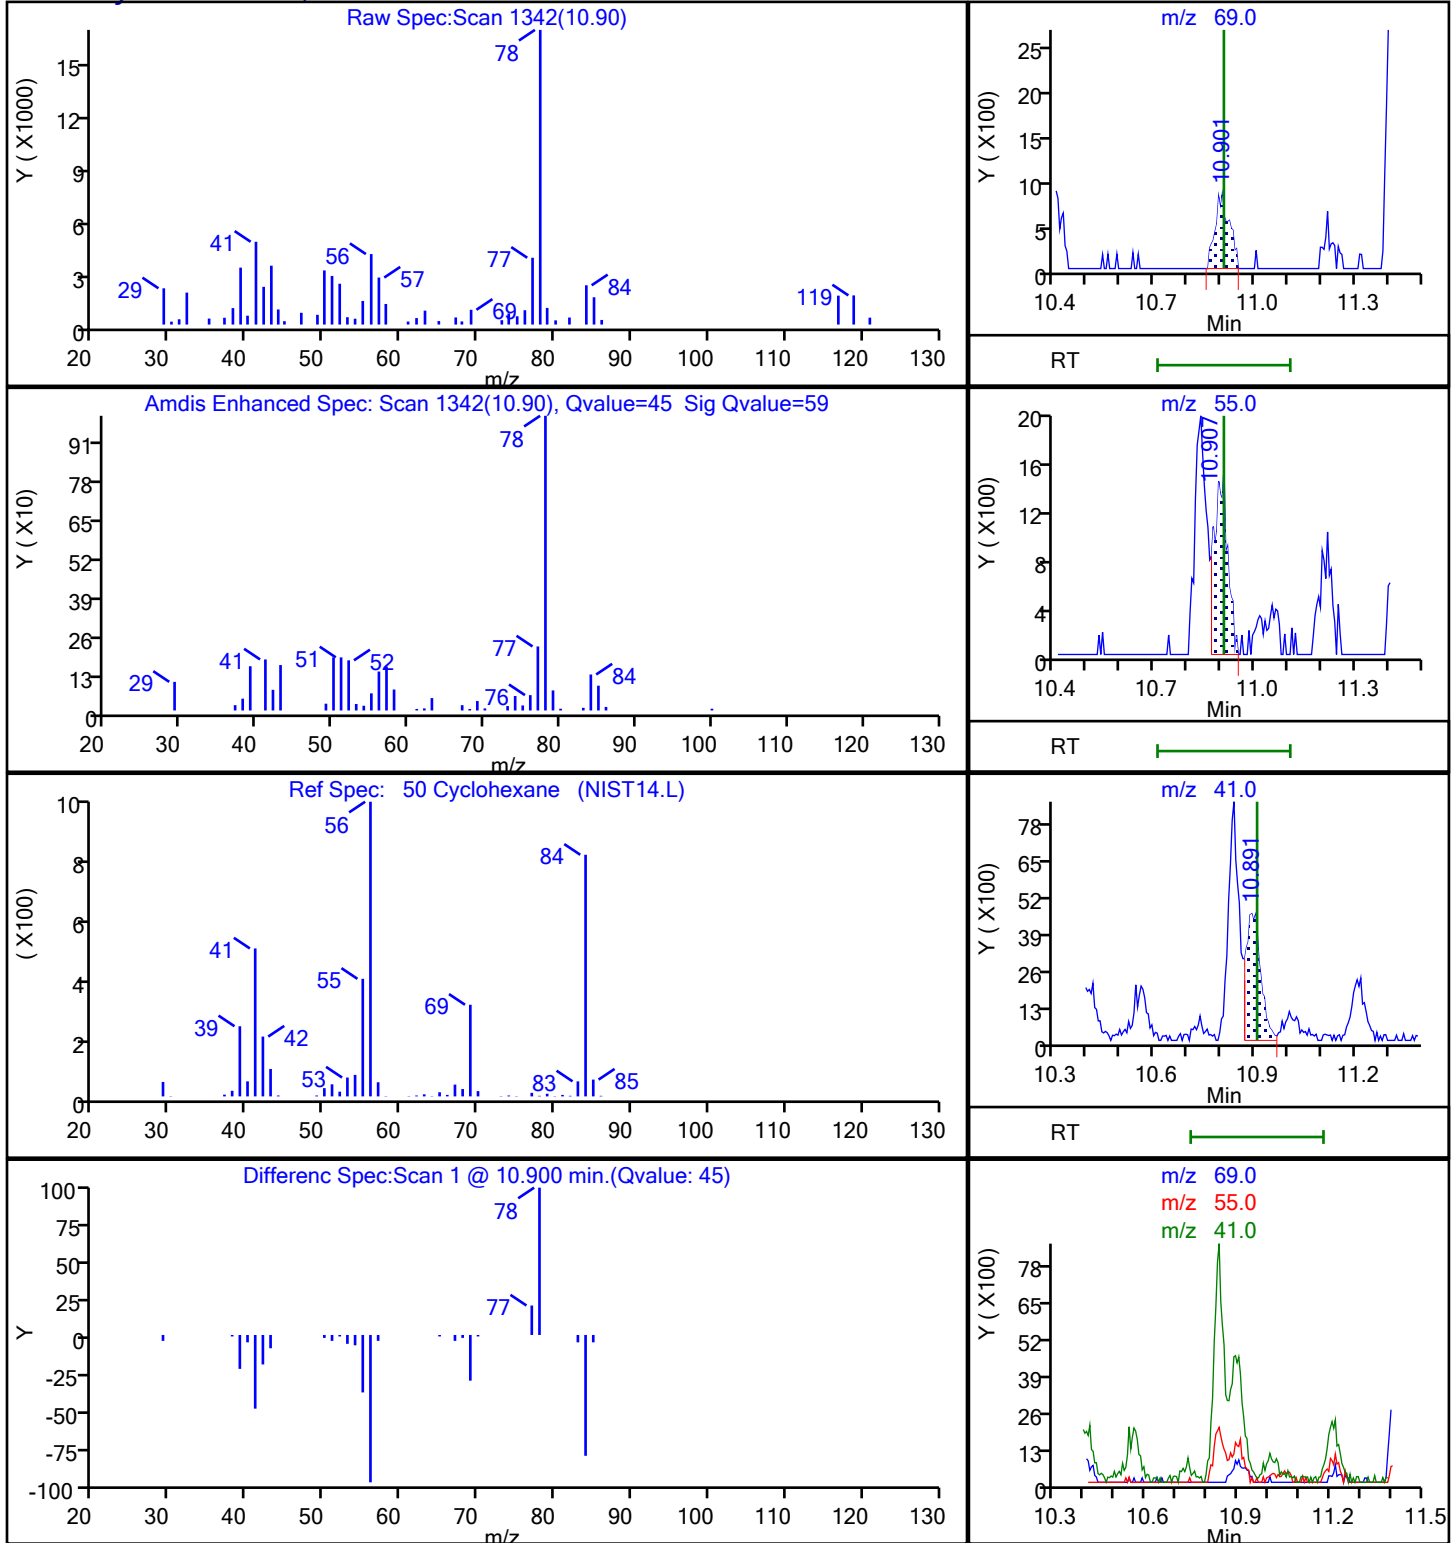 Raw Spec:Scan 1342(10.90)
Y ( X1000)
15
12
9
6
3
0
78
41
29
56
57
77
69
84
119
20 30 40 50 60 70 80 90 100 110 120 130
m/z
m/z 69.0
Y ( X100)
25
20
15
10
5
0
10.901
10.4 10.7 11.0 11.3
Min
RT
Amdis Enhanced Spec: Scan 1342(10.90), Qvalue=45 Sig Qvalue=59
Y ( X10)
91
78
65
52
39
26
13
0
78
29
41
51
52
77
76
84
20 30 40 50 60 70 80 90 100 110 120 130
m/z
m/z 55.0
Y ( X100)
20
16
12
8
4
0
10.907
10.4 10.7 11.0 11.3
Min
RT
Ref Spec: 50 Cyclohexane (NIST14.L)
( X100)
10
8
6
4
2
0
56
84
41
55
69
39
42
53
83
85
20 30 40 50 60 70 80 90 100 110 120 130
m/z
m/z 41.0
Y ( X100)
78
65
52
39
26
13
0
10.891
10.3 10.6 10.9 11.2
Min
RT
Differenc Spec:Scan 1 @ 10.900 min.(Qvalue: 45)
Y
100
75
50
25
0
-25
-50
-75
-100
78
77
20 30 40 50 60 70 80 90 100 110 120 130
m/z
m/z 69.0
m/z 55.0
m/z 41.0
Y ( X100)
78
65
52
39
26
13
0
10.3 10.6 10.9 11.2 11.5
Min